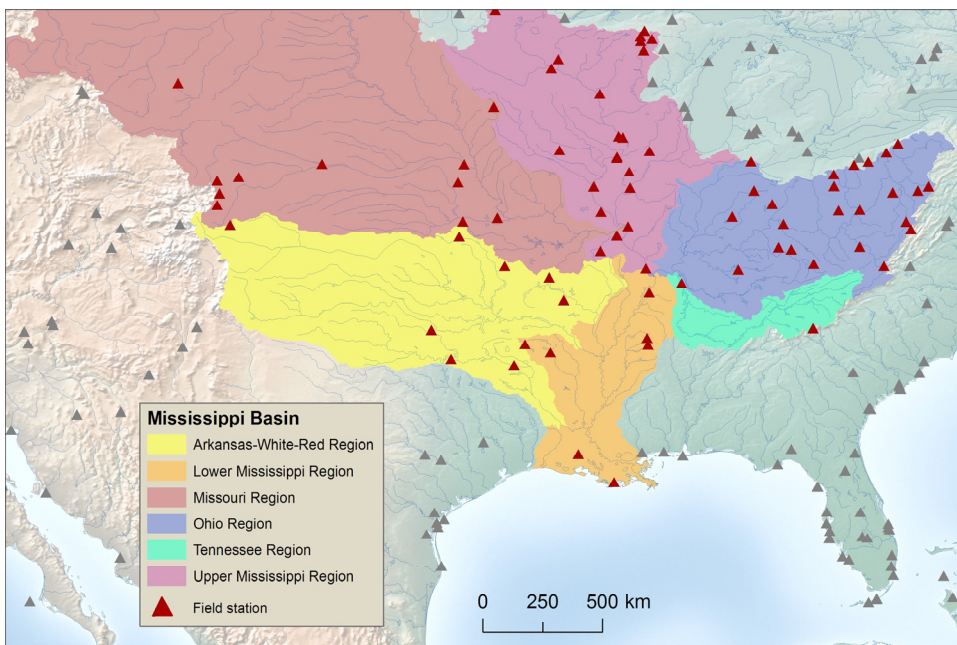 Mississippi Basin
Arkansas-White-Red Region
Lower Mississippi Region
Missouri Region
Ohio Region
Tennessee Region
Upper Mississippi Region
Field station
0 250 500 km